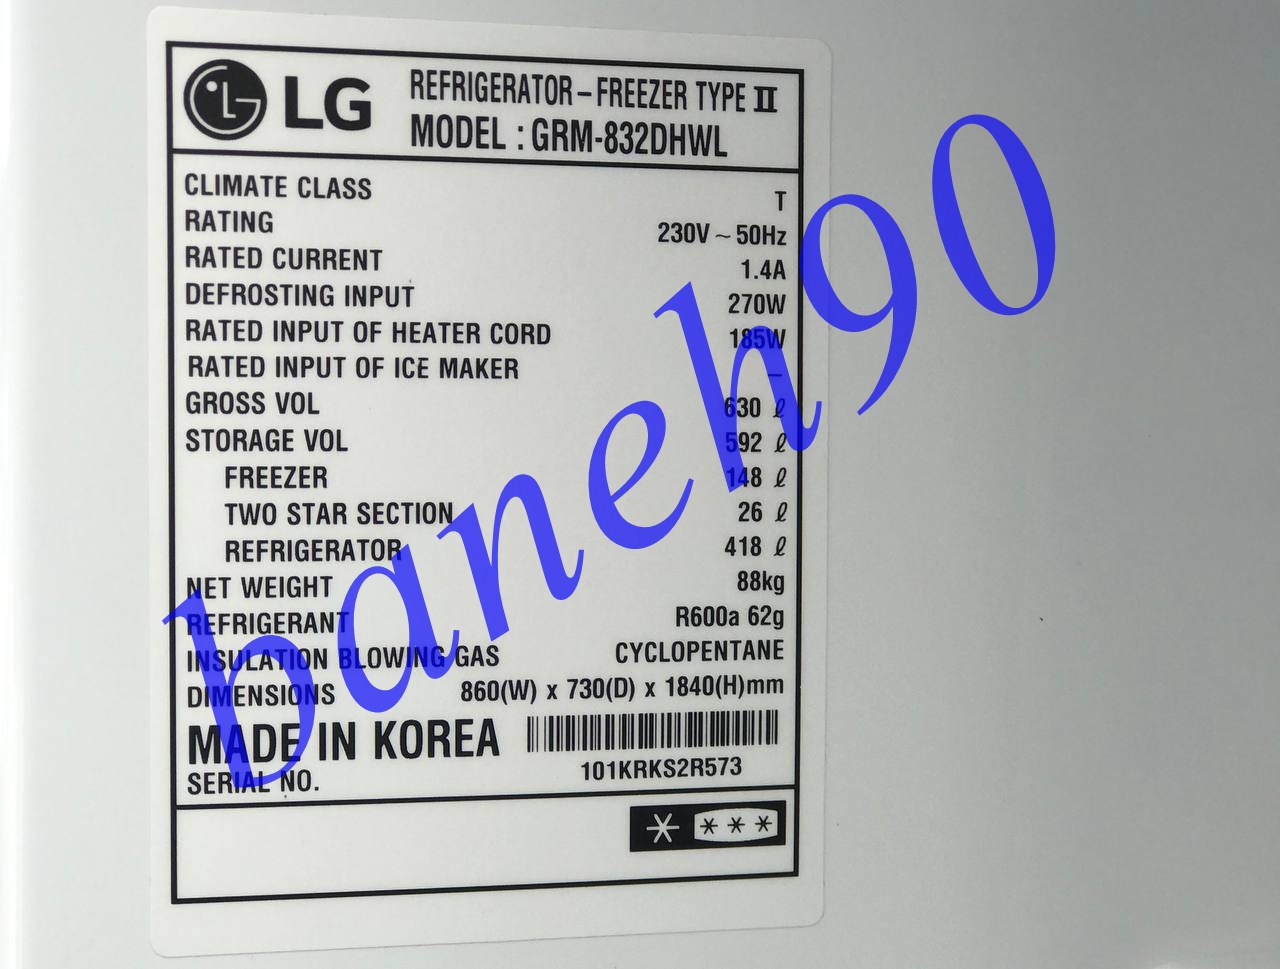 LG
REFRIGERATOR-FREEZER TYPE II
MODEL : GRM-832DHWL
CLIMATE CLASS T
RATING 230V ~ 50Hz
RATED CURRENT 1.4A
DEFROSTING INPUT 270W
RATED INPUT OF HEATER CORD 185W
RATED INPUT OF ICE MAKER –
GROSS VOL 630 ℓ
STORAGE VOL 592 ℓ
FREEZER 148 ℓ
TWO STAR SECTION 26 ℓ
REFRIGERATOR 418 ℓ
NET WEIGHT 88kg
REFRIGERANT R600a 62g
INSULATION BLOWING GAS CYCLOPENTANE
DIMENSIONS 860(W) x 730(D) x 1840(H)mm
MADE IN KOREA
SERIAL NO. 101KRKS2R573
baneh90